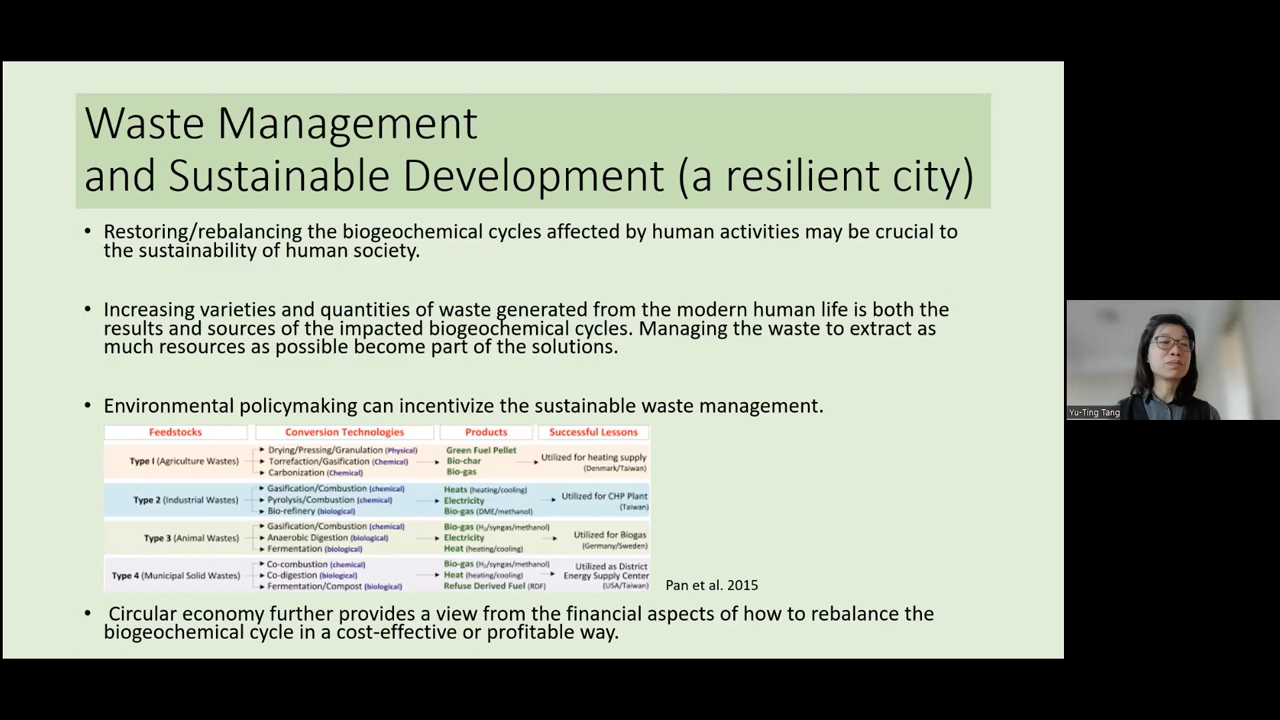 Waste Management
and Sustainable Development (a resilient city)
• Restoring/rebalancing the biogeochemical cycles affected by human activities may be crucial to
the sustainability of human society.
• Increasing varieties and quantities of waste generated from the modern human life is both the
results and sources of the impacted biogeochemical cycles. Managing the waste to extract as
much resources as possible become part of the solutions.
• Environmental policymaking can incentivize the sustainable waste management.
Feedstocks Conversion Technologies Products Successful Lessons
Type I (Agriculture Wastes)
Drying/Pressing/Granulation (Physical)
Torrefaction/Gasification (Chemical)
Carbonization (Chemical)
Green Fuel Pellet
Bio-char
Bio-gas
Utilized for heating supply
(Denmark/Taiwan)
Type 2 (Industrial Wastes)
Gasification/Combustion (chemical)
Pyrolysis/Combustion (chemical)
Bio-refinery (biological)
Heats (heating/cooling)
Electricity
Bio-gas (DME/methanol)
Utilized for CHP Plant
(Taiwan)
Type 3 (Animal Wastes)
Gasification/Combustion (chemical)
Anaerobic Digestion (biological)
Fermentation (biological)
Bio-gas (H₂/syngas/methanol)
Electricity
Heat (heating/cooling)
Utilized for Biogas
(Germany/Sweden)
Type 4 (Municipal Solid Wastes)
Co-combustion (chemical)
Co-digestion (biological)
Fermentation/Compost (biological)
Bio-gas (H₂/syngas/methanol)
Heat (heating/cooling)
Refuse Derived Fuel (RDF)
Utilized as District
Energy Supply Center
(USA/Taiwan)
Pan et al. 2015
• Circular economy further provides a view from the financial aspects of how to rebalance the
biogeochemical cycle in a cost-effective or profitable way.
Yu-Ting Tang